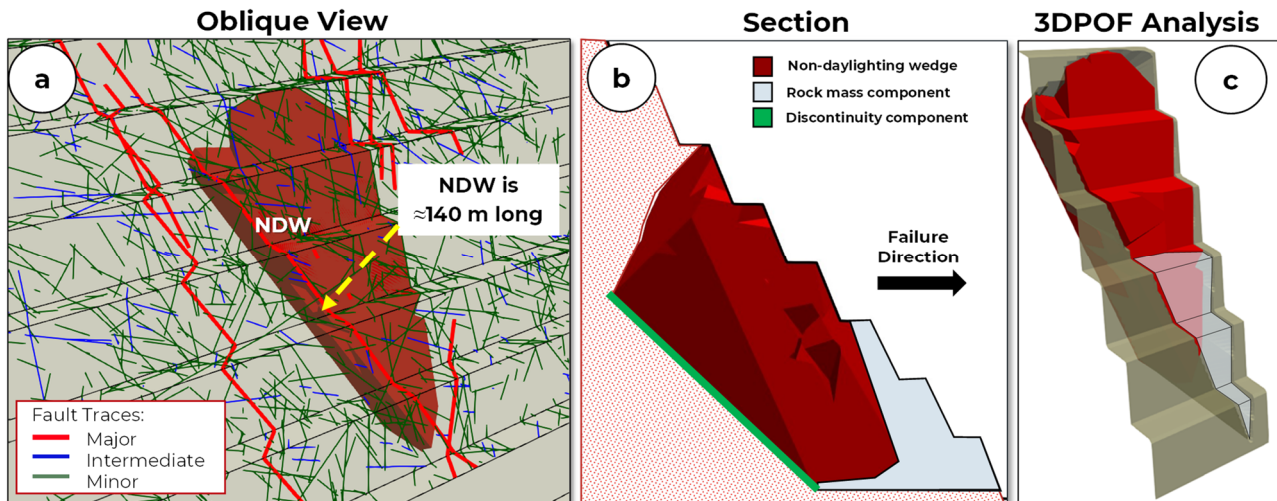 Oblique View
Section
3DPOF Analysis
a
NDW is
≈140 m long
NDW
Fault Traces:
Major
Intermediate
Minor
b
Non-daylighting wedge
Rock mass component
Discontinuity component
Failure
Direction
c